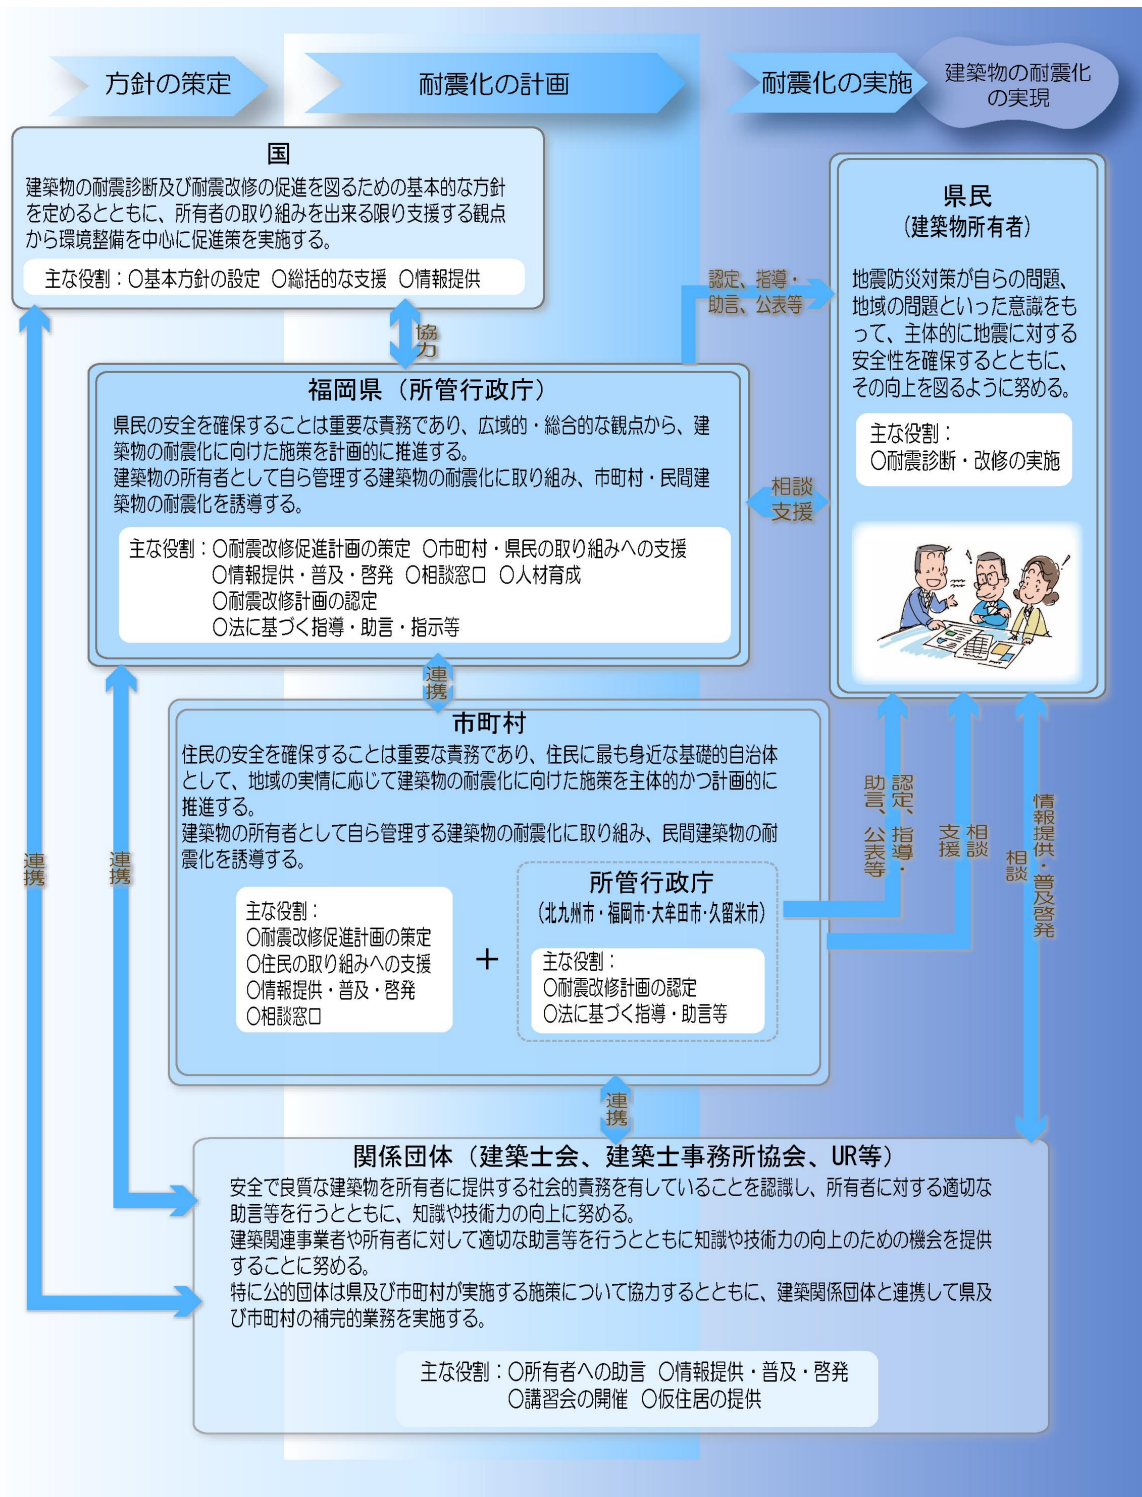 方針の策定
耐震化の計画
耐震化の実施
建築物の耐震化
の実現
国
建築物の耐震診断及び耐震改修の促進を図るための基本的な方針
を定めるとともに、所有者の取り組みを出来る限り支援する観点
から環境整備を中心に促進策を実施する。
主な役割：○基本方針の設定 ○総括的な支援 ○情報提供
協力
認定、指導・
助言、公表等
県民
（建築物所有者）
地震防災対策が自らの問題、
地域の問題といった意識をも
って、主体的に地震に対する
安全性を確保するとともに、
その向上を図るように努める。
主な役割：
○耐震診断・改修の実施
福岡県（所管行政庁）
県民の安全を確保することは重要な責務であり、広域的・総合的な観点から、建
築物の耐震化に向けた施策を計画的に推進する。
建築物の所有者として自ら管理する建築物の耐震化に取り組み、市町村・民間建
築物の耐震化を誘導する。
主な役割：○耐震改修促進計画の策定 ○市町村・県民の取り組みへの支援
○情報提供・普及・啓発 ○相談窓口 ○人材育成
○耐震改修計画の認定
○法に基づく指導・助言・指示等
相談
支援
連携
市町村
住民の安全を確保することは重要な責務であり、住民に最も身近な基礎的自治体
として、地域の実情に応じて建築物の耐震化に向けた施策を主体的かつ計画的に
推進する。
建築物の所有者として自ら管理する建築物の耐震化に取り組み、民間建築物の耐
震化を誘導する。
主な役割：
○耐震改修促進計画の策定
○住民の取り組みへの支援
○情報提供・普及・啓発
○相談窓口
＋
所管行政庁
（北九州市・福岡市・大牟田市・久留米市）
主な役割：
○耐震改修計画の認定
○法に基づく指導・助言等
認定、指導・
助言、公表等
相談
支援
情報提供・普及啓発
相談
連携
連携
連携
関係団体（建築士会、建築士事務所協会、UR等）
安全で良質な建築物を所有者に提供する社会的責務を有していることを認識し、所有者に対する適切な
助言等を行うとともに、知識や技術力の向上に努める。
建築関連事業者や所有者に対して適切な助言等を行うとともに知識や技術力の向上のための機会を提供
することに努める。
特に公的団体は県及び市町村が実施する施策について協力するとともに、建築関係団体と連携して県及
び市町村の補完的業務を実施する。
主な役割：○所有者への助言 ○情報提供・普及・啓発
○講習会の開催 ○仮住居の提供